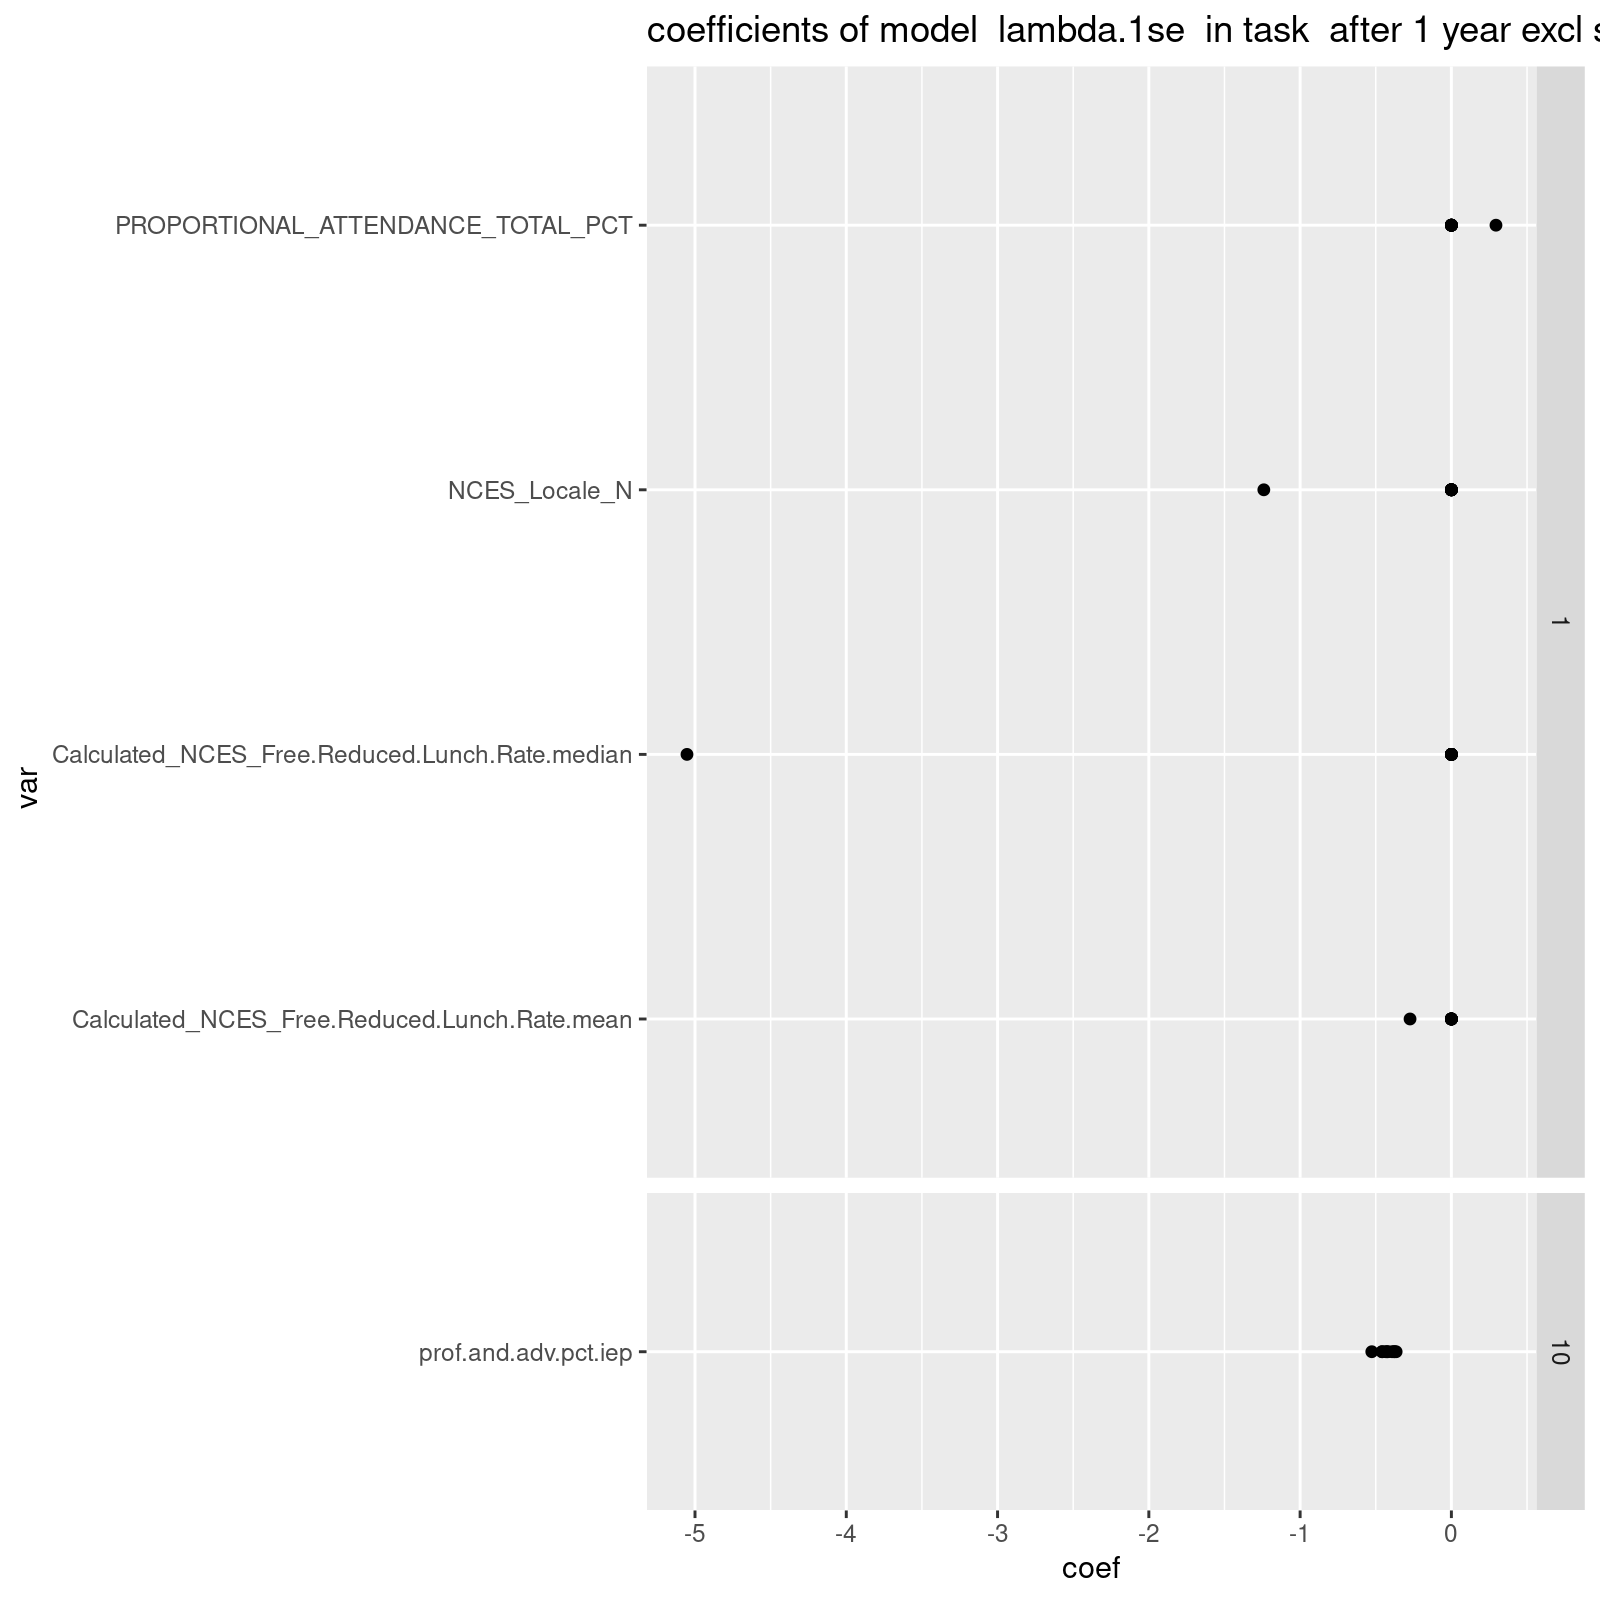 coefficients of model  lambda.1se  in task  after 1 year excl
PROPORTIONAL_ATTENDANCE_TOTAL_PCT
NCES_Locale_N
1
Calculated_NCES_Free.Reduced.Lunch.Rate.median
var
Calculated_NCES_Free.Reduced.Lunch.Rate.mean
prof.and.adv.pct.iep
10
-5 -4 -3 -2 -1 0
coef